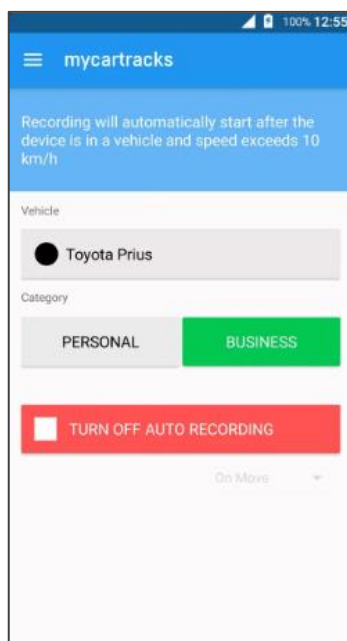 100% 12:55
mycartracks
Recording will automatically start after the
device is in a vehicle and speed exceeds 10
km/h
Vehicle
Toyota Prius
Category
PERSONAL BUSINESS
TURN OFF AUTO RECORDING
On Move